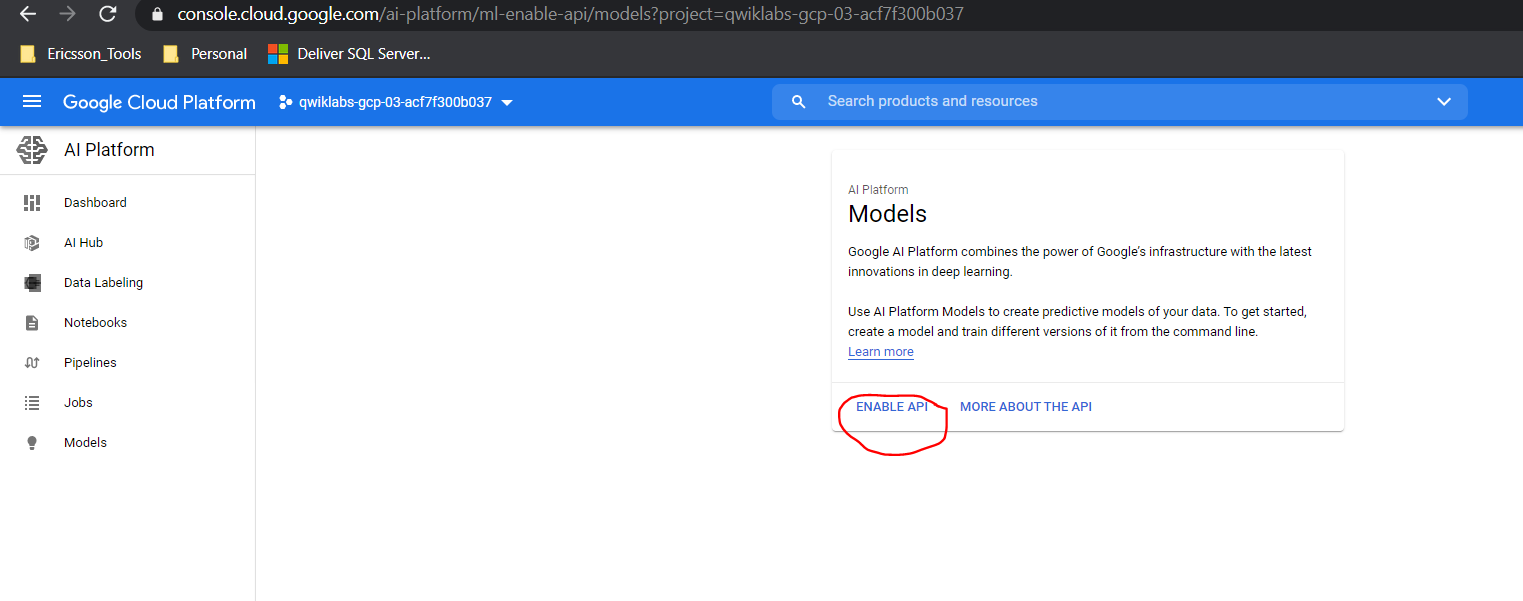 console.cloud.google.com/ai-platform/ml-enable-api/models?project=qwiklabs-gcp-03-acf7f300b037
Ericsson_Tools Personal Deliver SQL Server...
Google Cloud Platform qwiklabs-gcp-03-acf7f300b037 Search products and resources
AI Platform
Dashboard
AI Hub
Data Labeling
Notebooks
Pipelines
Jobs
Models
AI Platform
Models
Google AI Platform combines the power of Google's infrastructure with the latest
innovations in deep learning.
Use AI Platform Models to create predictive models of your data. To get started,
create a model and train different versions of it from the command line.
Learn more
ENABLE API MORE ABOUT THE API